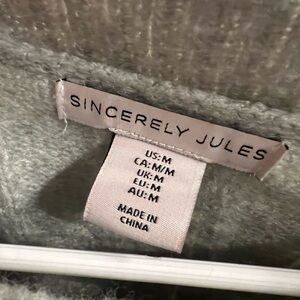 SINCERELY JULES
US:M
CA:M/M
UK:M
EU:M
AU:M
MADE IN
CHINA